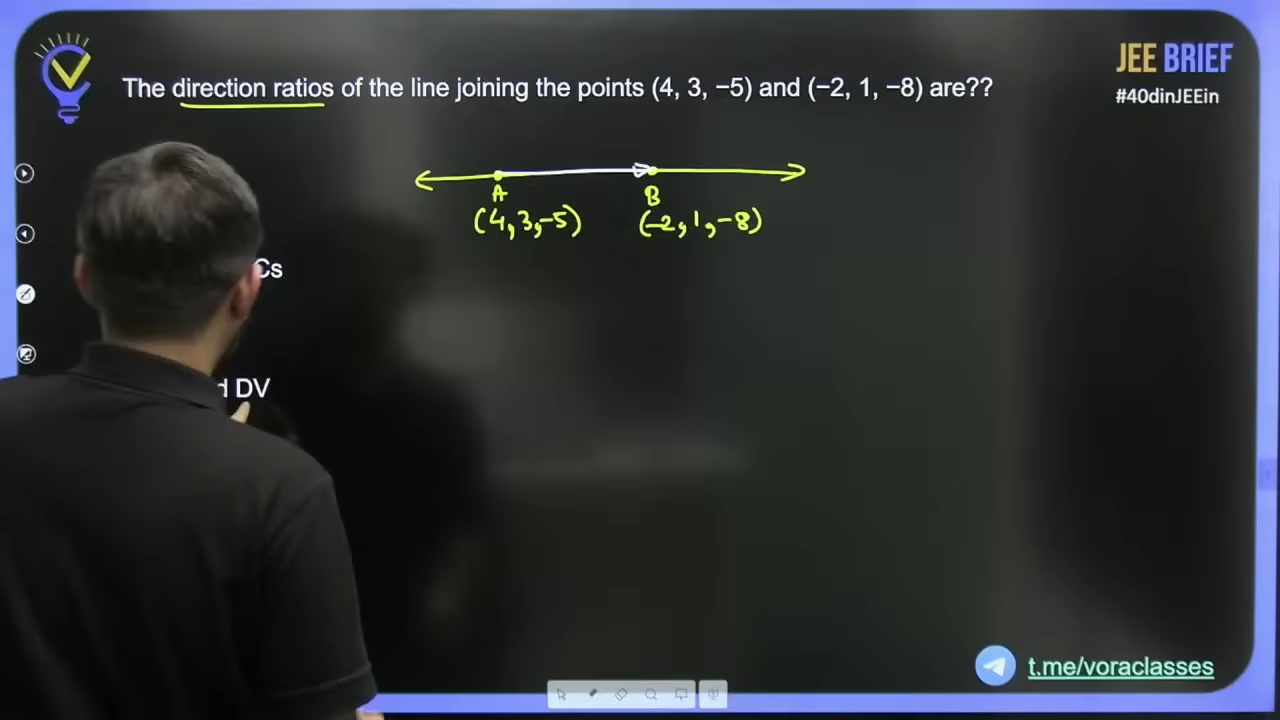 JEE BRIEF
The direction ratios of the line joining the points (4, 3, −5) and (−2, 1, −8) are??
#40dinJEEin
A B
(4,3,-5) (-2,1,-8)
Cs
d DV
t.me/voraclasses